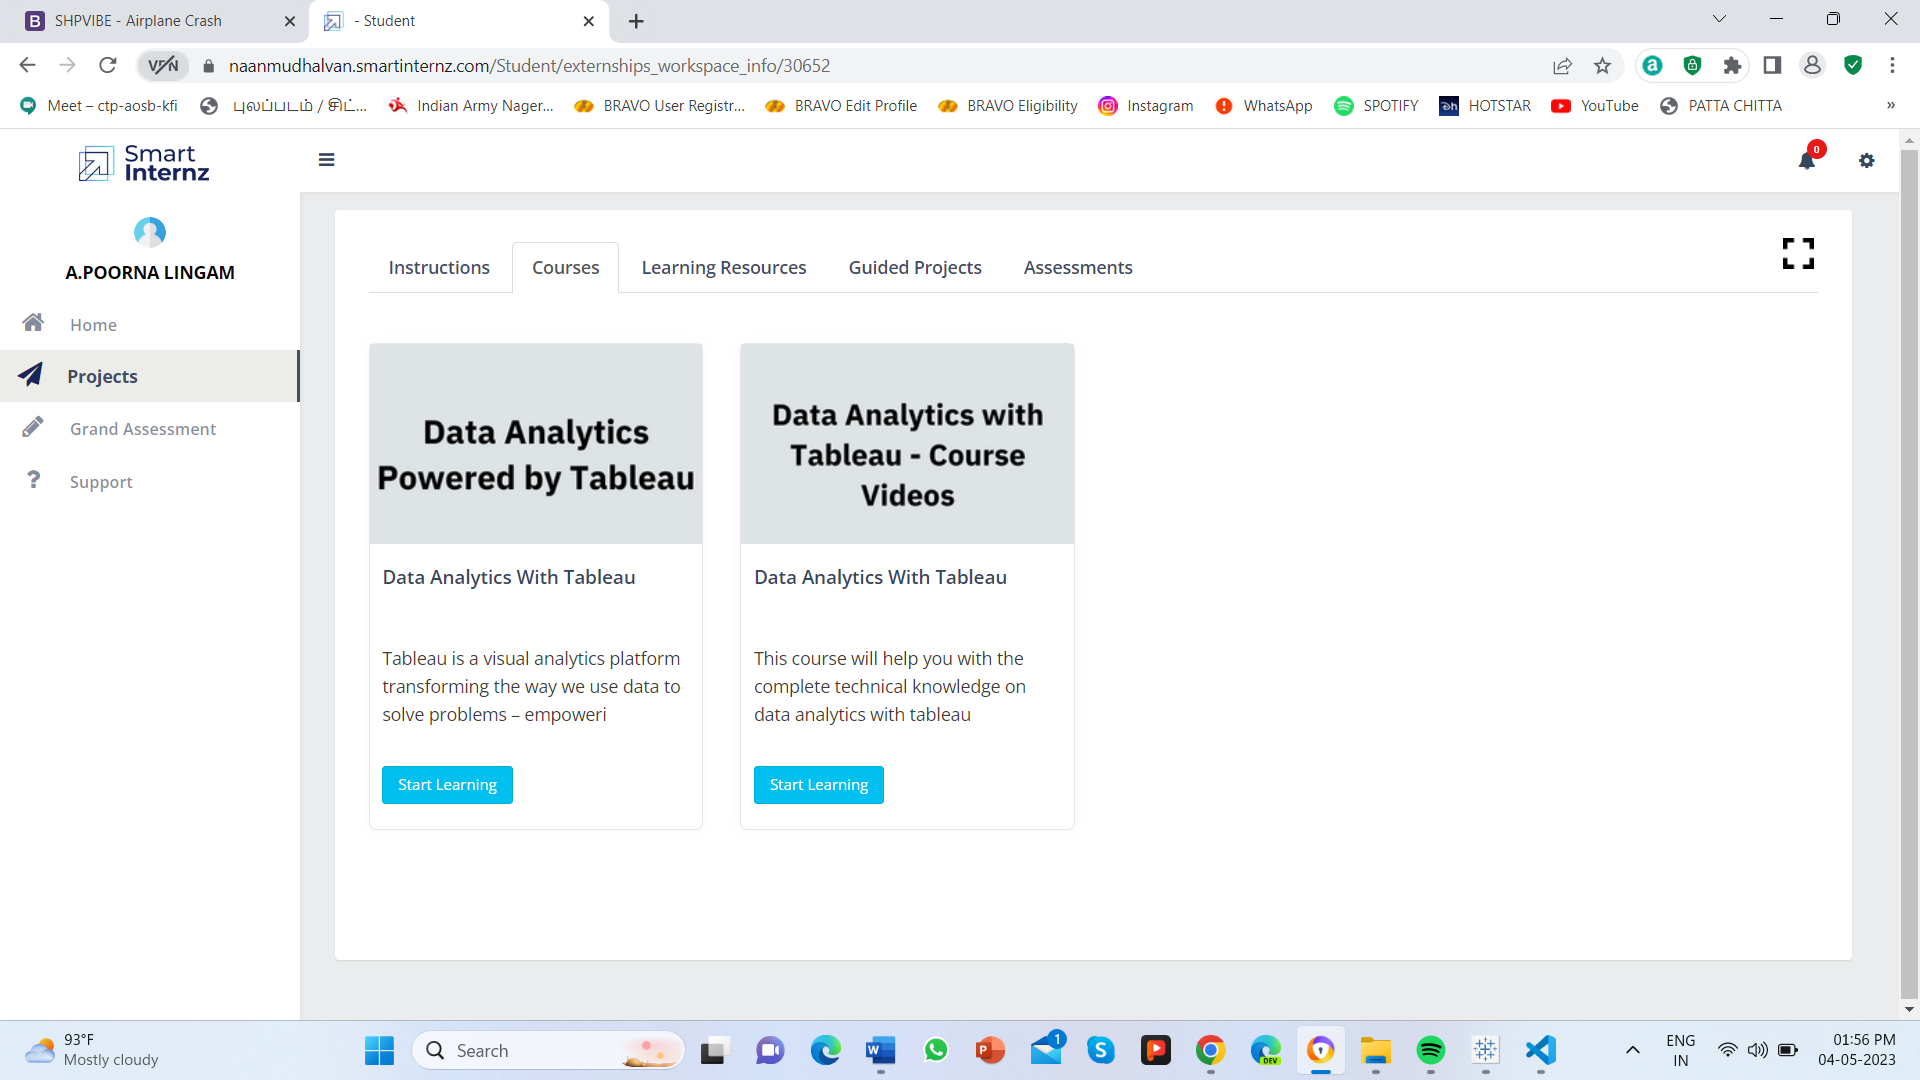 SHPVIBE - Airplane Crash
- Student
VPN
naanmudhalvan.smartinternz.com/Student/externships_workspace_info/30652
Meet – ctp-aosb-kfi
புலப்படம் / சிட்...
Indian Army Nager...
BRAVO User Registr...
BRAVO Edit Profile
BRAVO Eligibility
Instagram
WhatsApp
SPOTIFY
HOTSTAR
YouTube
PATTA CHITTA
»
Smart
Internz
0
A.POORNA LINGAM
Home
Projects
Grand Assessment
Support
Instructions
Courses
Learning Resources
Guided Projects
Assessments
Data Analytics
Powered by Tableau
Data Analytics With Tableau
Tableau is a visual analytics platform
transforming the way we use data to
solve problems – empoweri
Start Learning
Data Analytics with
Tableau - Course
Videos
Data Analytics With Tableau
This course will help you with the
complete technical knowledge on
data analytics with tableau
Start Learning
93°F
Mostly cloudy
Search
1
DEV
ENG
IN
01:56 PM
04-05-2023